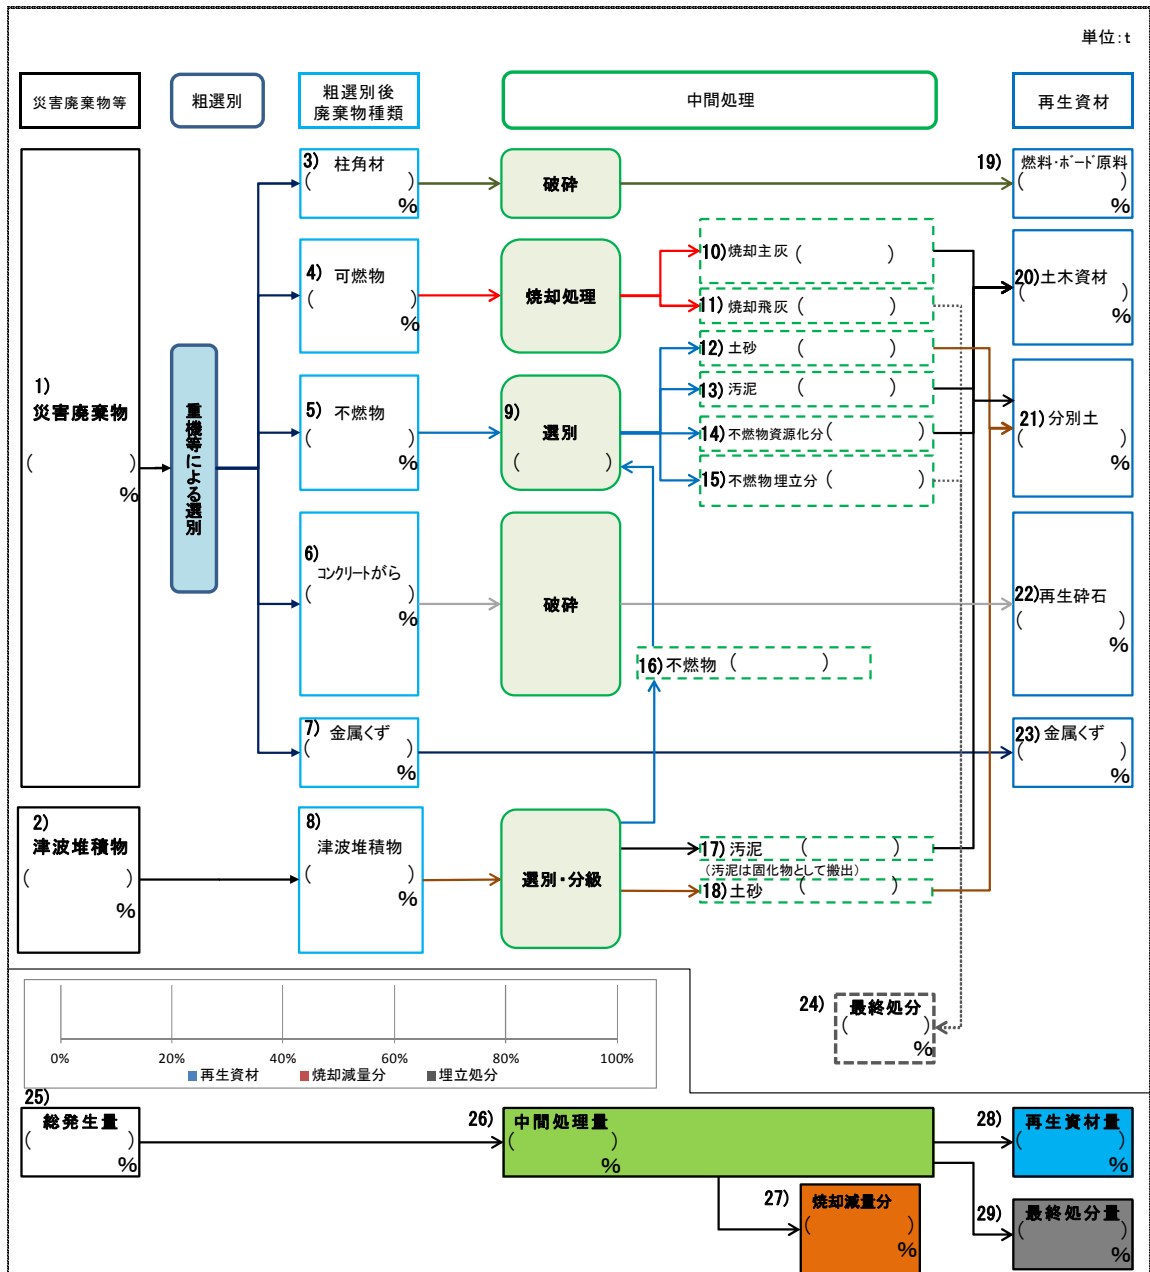 単位:t
災害廃棄物等
粗選別
粗選別後
廃棄物種類
中間処理
再生資材
3) 柱角材
( )
%
破砕
19) 燃料・ボード原料
( )
%
4) 可燃物
( )
%
焼却処理
10) 焼却主灰 ( )
11) 焼却飛灰 ( )
20) 土木資材
( )
%
1)
災害廃棄物
( )
%
重機等による選別
5) 不燃物
( )
%
9) 選別
( )
12) 土砂 ( )
13) 汚泥 ( )
14) 不燃物資源化分 ( )
15) 不燃物埋立分 ( )
21) 分別土
( )
%
6)
コンクリートがら
( )
%
破砕
22) 再生砕石
( )
%
16) 不燃物 ( )
7) 金属くず
( )
%
23) 金属くず
( )
%
2)
津波堆積物
( )
%
8)
津波堆積物
( )
%
選別・分級
17) 汚泥 ( )
(汚泥は固化物として搬出)
18) 土砂 ( )
24) 最終処分
( )
%
0% 20% 40% 60% 80% 100%
再生資材 焼却減量分 埋立処分
25)
総発生量
( )
%
26) 中間処理量
( )
%
28) 再生資材量
( )
%
27) 焼却減量分
( )
%
29) 最終処分量
( )
%